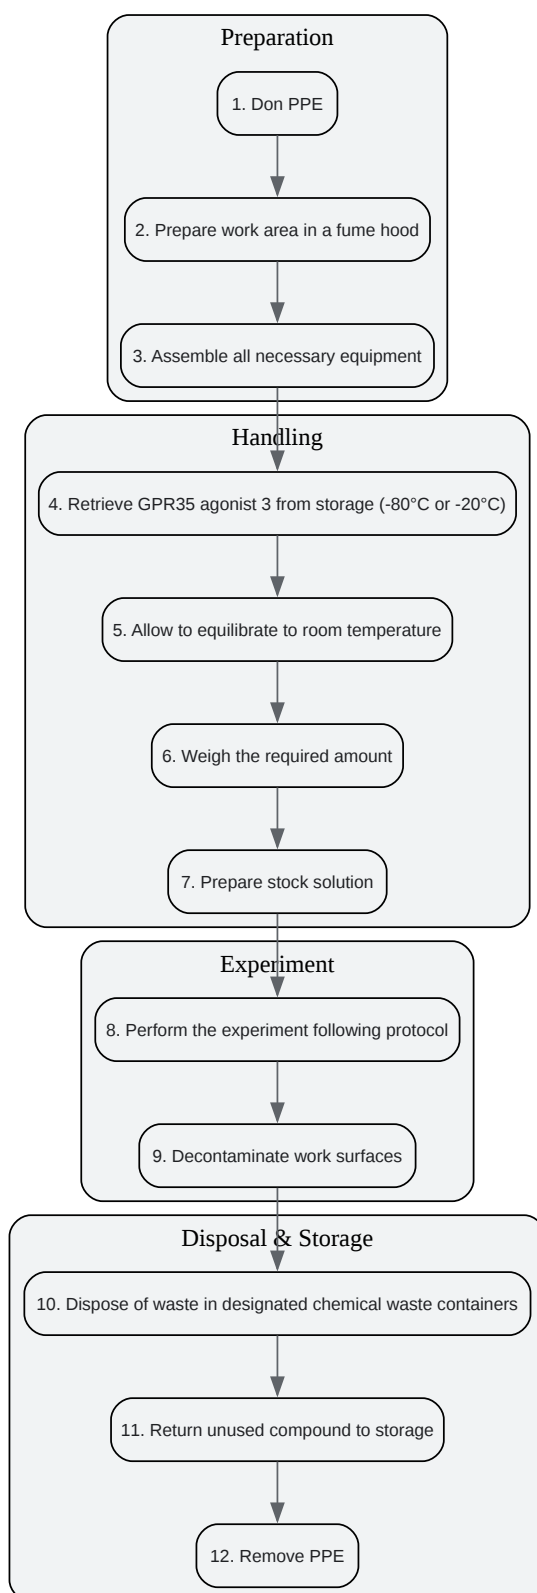 Preparation
1. Don PPE
2. Prepare work area in a fume hood
3. Assemble all necessary equipment
Handling
4. Retrieve GPR35 agonist 3 from storage (-80°C or -20°C)
5. Allow to equilibrate to room temperature
6. Weigh the required amount
7. Prepare stock solution
Experiment
8. Perform the experiment following protocol
9. Decontaminate work surfaces
Disposal & Storage
10. Dispose of waste in designated chemical waste containers
11. Return unused compound to storage
12. Remove PPE